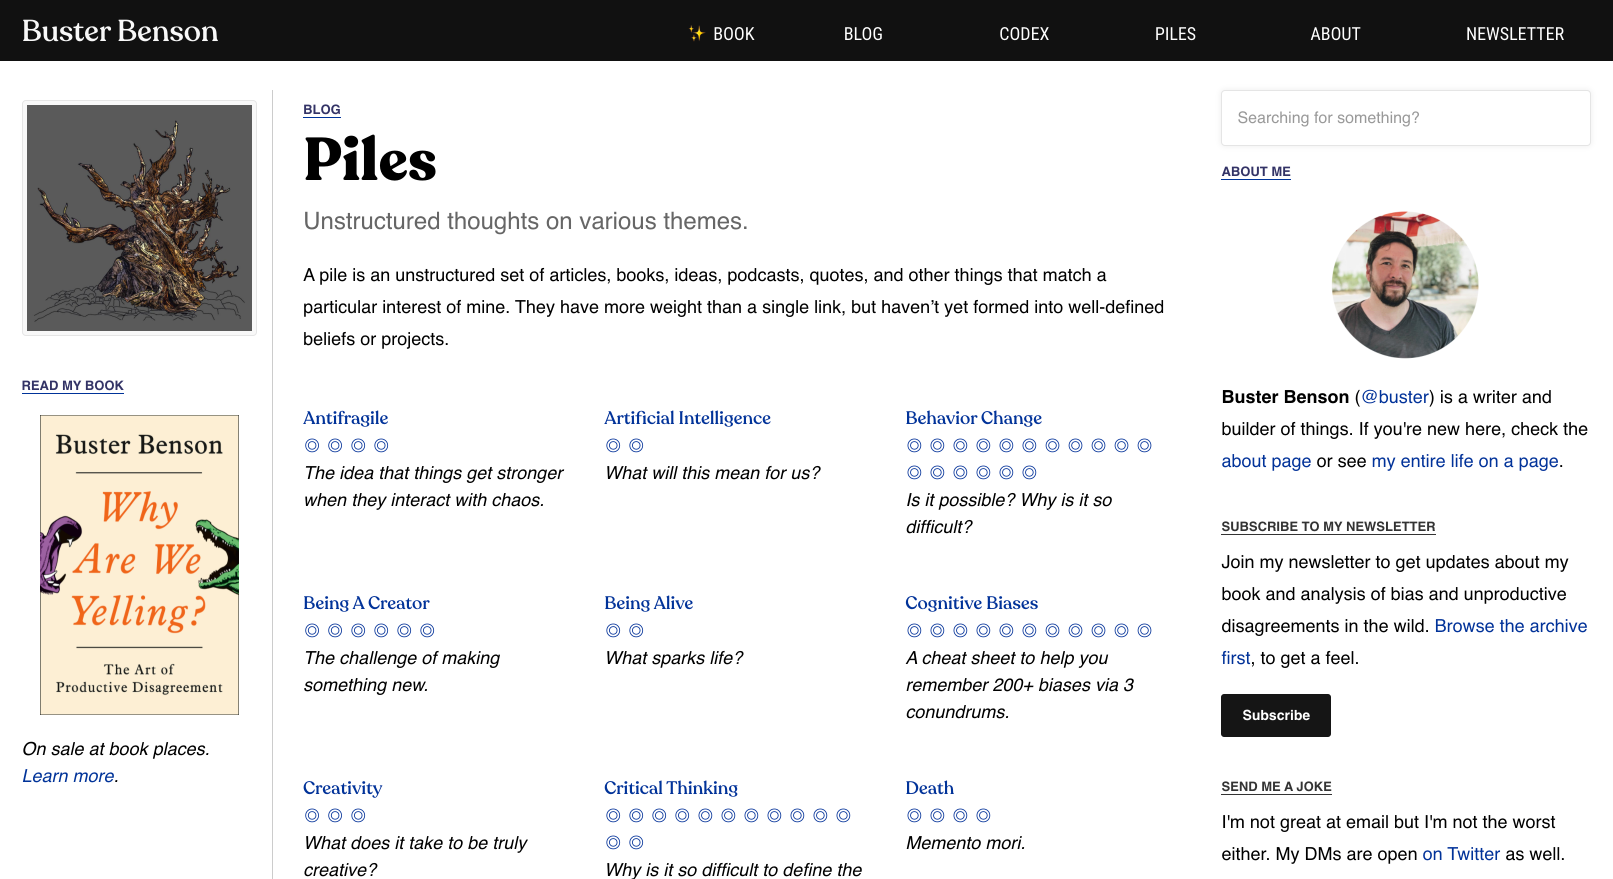 Buster Benson
✨ BOOK
BLOG
CODEX
PILES
ABOUT
NEWSLETTER
READ MY BOOK
Buster Benson
Why
Are We
Yelling?
The Art of
Productive Disagreement
On sale at book places.
Learn more.
BLOG
Piles
Unstructured thoughts on various themes.
A pile is an unstructured set of articles, books, ideas, podcasts, quotes, and other things that match a
particular interest of mine. They have more weight than a single link, but haven’t yet formed into well-defined
beliefs or projects.
Antifragile
The idea that things get stronger
when they interact with chaos.
Artificial Intelligence
What will this mean for us?
Behavior Change
Is it possible? Why is it so
difficult?
Being A Creator
The challenge of making
something new.
Being Alive
What sparks life?
Cognitive Biases
A cheat sheet to help you
remember 200+ biases via 3
conundrums.
Creativity
What does it take to be truly
creative?
Critical Thinking
Why is it so difficult to define the
Death
Memento mori.
Searching for something?
ABOUT ME
Buster Benson (@buster) is a writer and
builder of things. If you're new here, check the
about page or see my entire life on a page.
SUBSCRIBE TO MY NEWSLETTER
Join my newsletter to get updates about my
book and analysis of bias and unproductive
disagreements in the wild. Browse the archive
first, to get a feel.
Subscribe
SEND ME A JOKE
I'm not great at email but I'm not the worst
either. My DMs are open on Twitter as well.